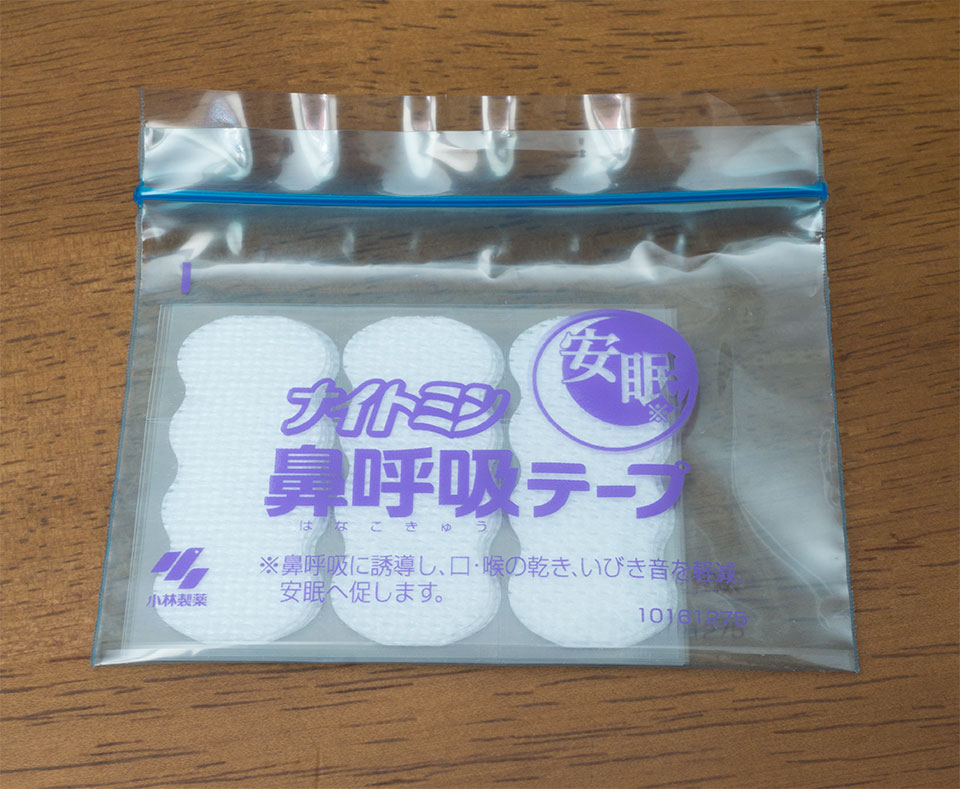 安眠※
ナイトミン
鼻呼吸テープ
はなこきゅう
※鼻呼吸に誘導し、口・喉の乾き、いびき音を軽減。
安眠へ促します。
小林製薬
10161275